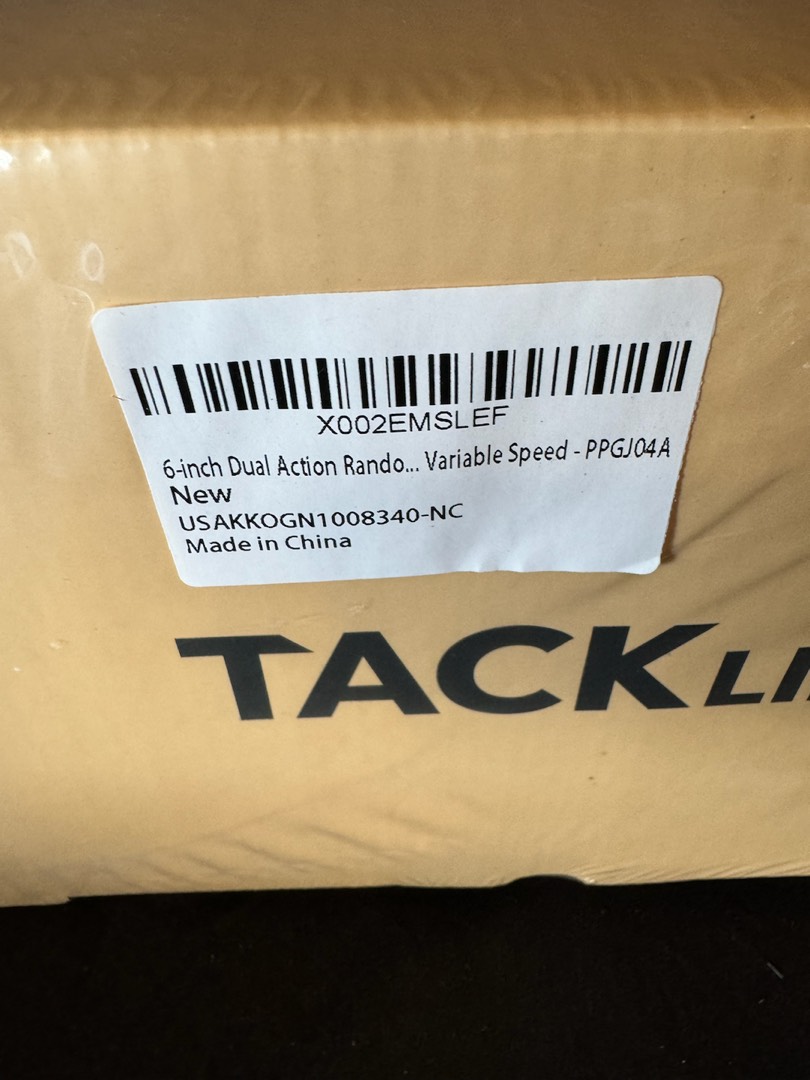 X002EMSLEF
6-inch Dual Action Rando... Variable Speed - PPGJ04A
New
USAKKOGN1008340-NC
Made in China
TACK